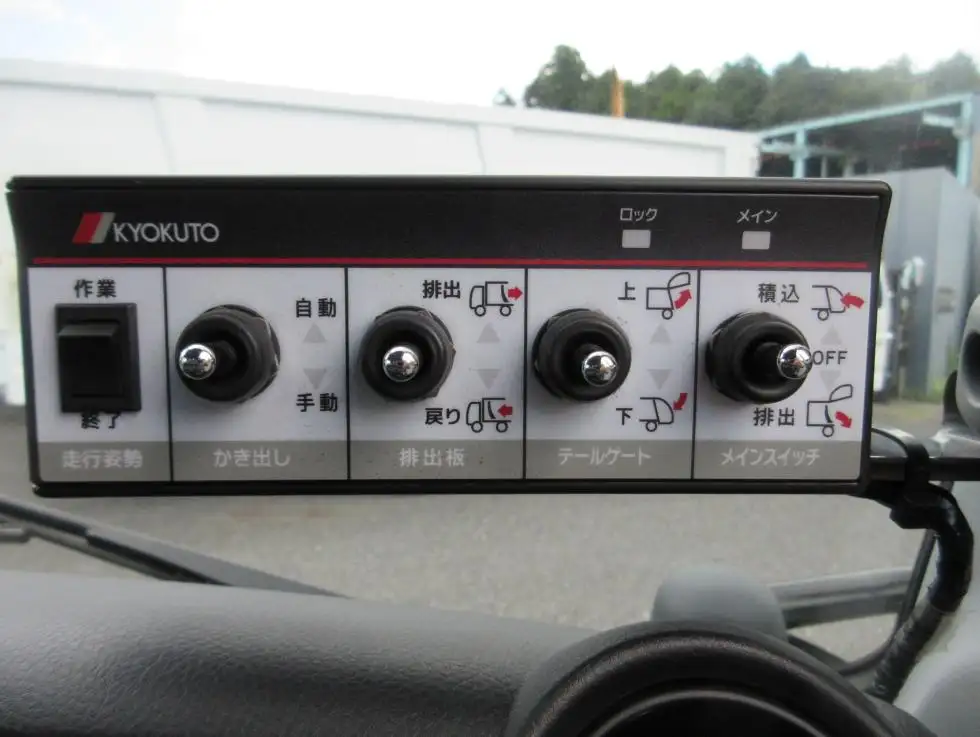 KYOKUTO
ロック
メイン
作業
終了
走行姿勢
自動
手動
かき出し
排出
戻り
排出板
上
下
テールゲート
積込
OFF
排出
メインスイッチ